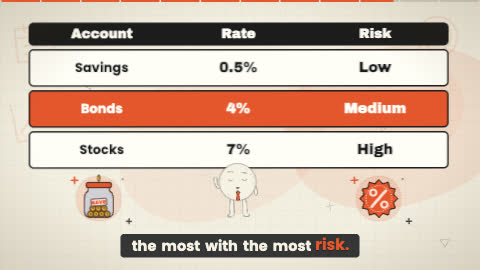 Account Rate Risk
Savings 0.5% Low
Bonds 4% Medium
Stocks 7% High
the most with the most risk.